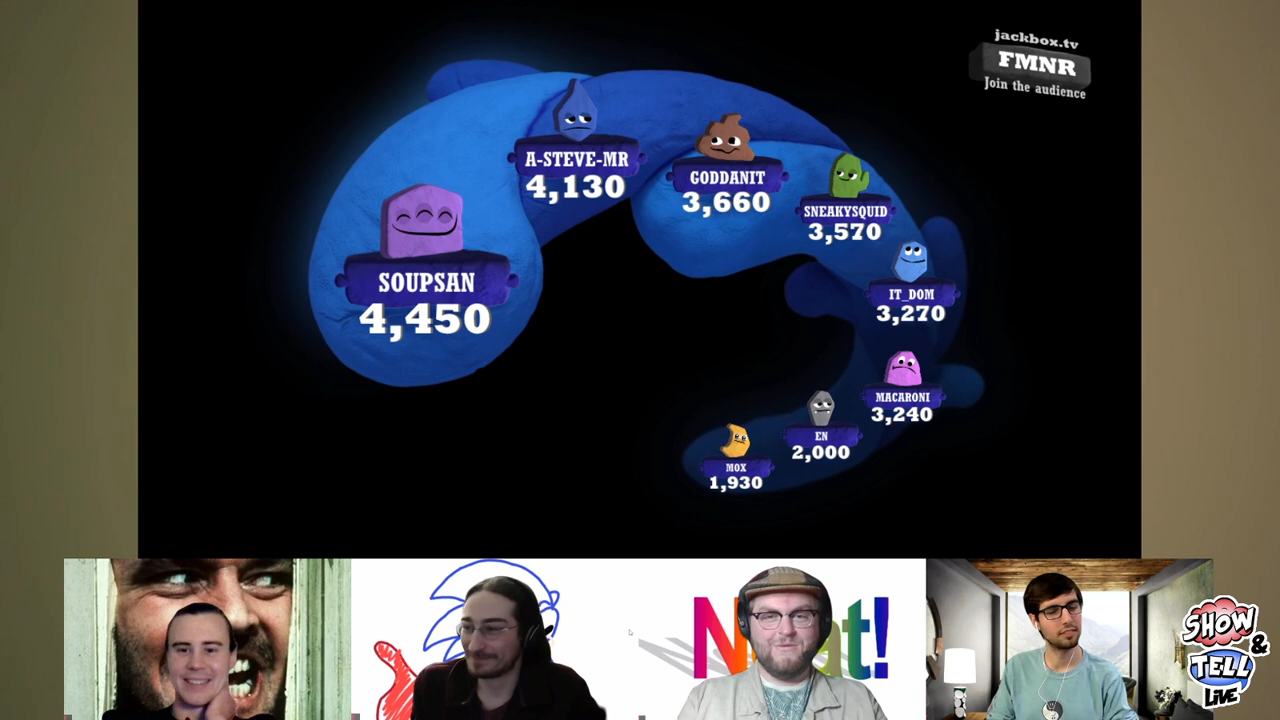 jackbox.tv
FMNR
Join the audience
A-STEVE-MR
4,130
GODDANIT
3,660
SNEAKYSQUID
3,570
SOUPSAN
4,450
IT_DOM
3,270
MACARONI
3,240
EN
2,000
MOX
1,930
SHOW
&
TELL
LIVE